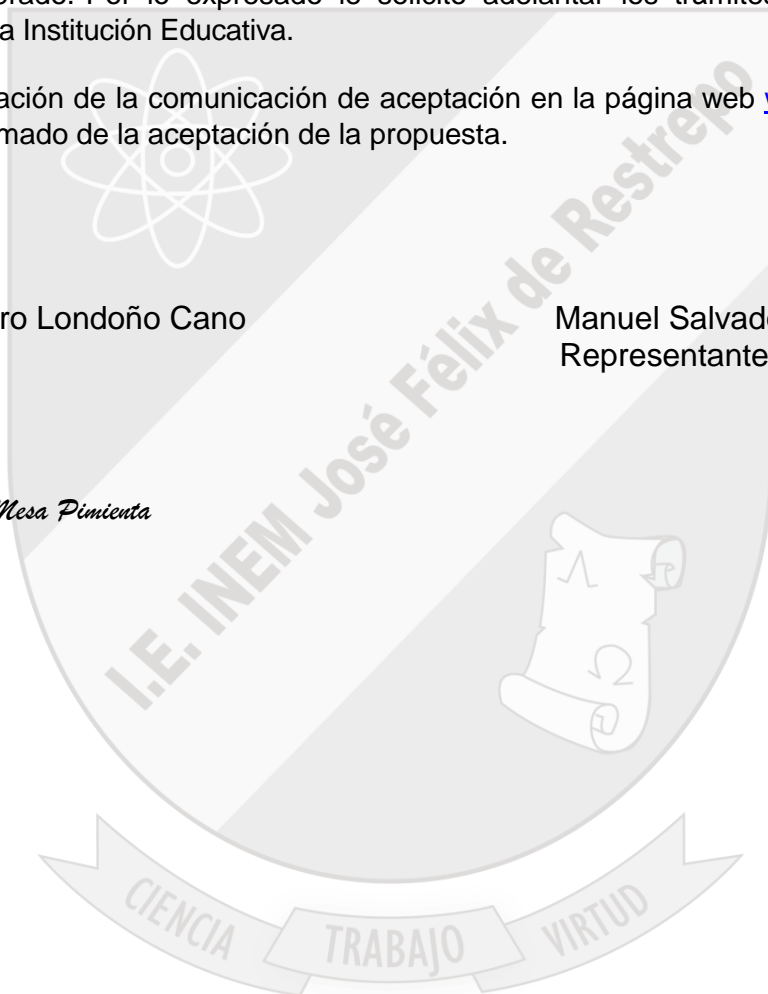 a Institución Educativa.
ación de la comunicación de aceptación en la página web
mado de la aceptación de la propuesta.
ro Londoño Cano
Manuel Salvad
Representante
Mesa Pimienta
I.E. INEM José Félix de Restrepo
CIENCIA
TRABAJO
VIRTUD